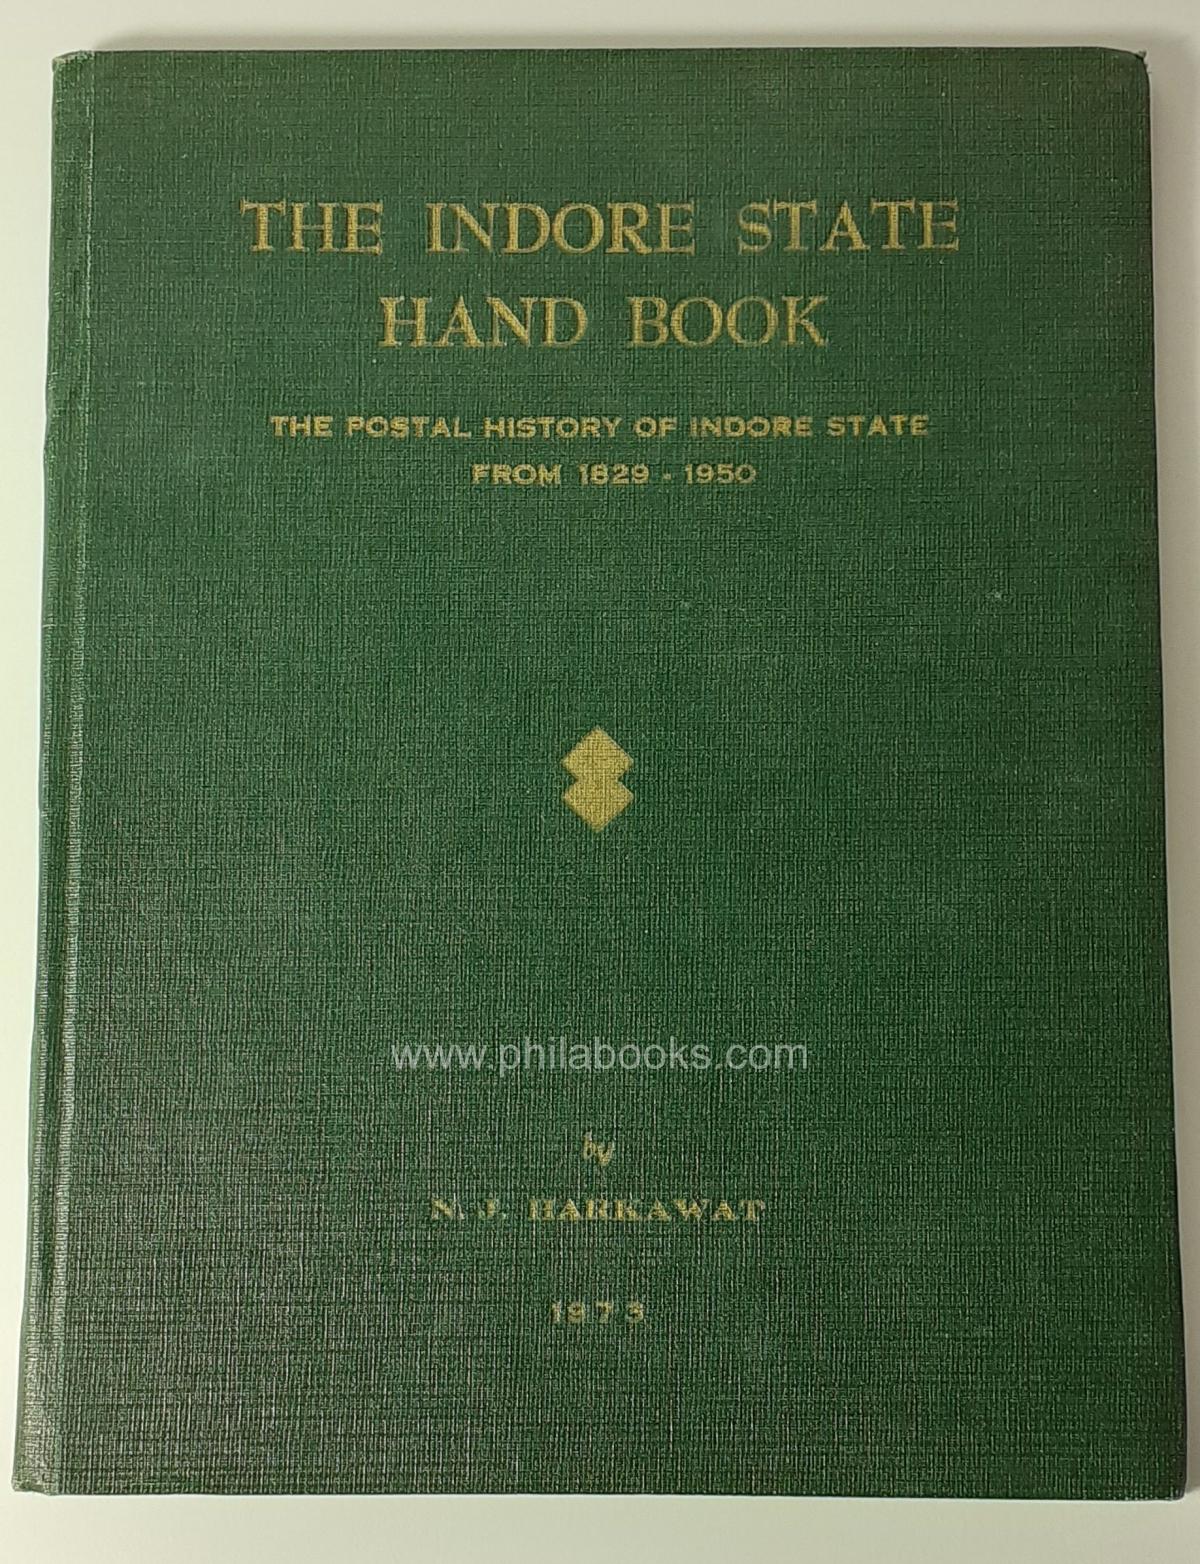 THE INDORE STATE
HAND BOOK
THE POSTAL HISTORY OF INDORE STATE
FROM 1829 - 1950
www.philabooks.com
by
N. J. HARKAWAT
1973